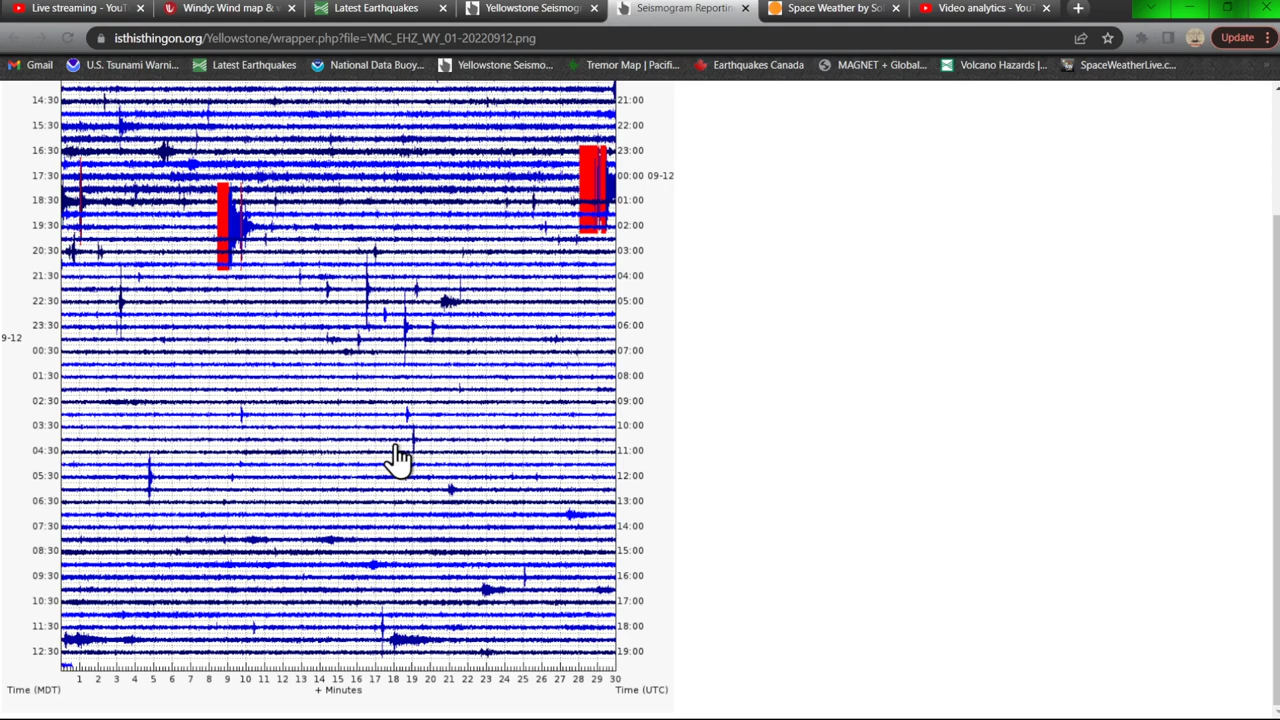 Live streaming - YouT
Windy: Wind map & w
Latest Earthquakes
Yellowstone Seismogr
Seismogram Reportin
Space Weather by So
Video analytics - YouT
isthisthingon.org/Yellowstone/wrapper.php?file=YMC_EHZ_WY_01-20220912.png
Update
Gmail
U.S. Tsunami Warni...
Latest Earthquakes
National Data Buoy...
Yellowstone Seismo...
Tremor Map | Pacifi...
Earthquakes Canada
MAGNET + Global...
Volcano Hazards |...
SpaceWeatherLive.c...
14:30 21:00
15:30 22:00
16:30 23:00
17:30 00:00 09-12
18:30 01:00
19:30 02:00
20:30 03:00
21:30 04:00
22:30 05:00
23:30 06:00
9-12
00:30 07:00
01:30 08:00
02:30 09:00
03:30 10:00
04:30 11:00
05:30 12:00
06:30 13:00
07:30 14:00
08:30 15:00
09:30 16:00
10:30 17:00
11:30 18:00
12:30 19:00
1 2 3 4 5 6 7 8 9 10 11 12 13 14 15 16 17 18 19 20 21 22 23 24 25 26 27 28 29 30
Time (MDT) + Minutes Time (UTC)